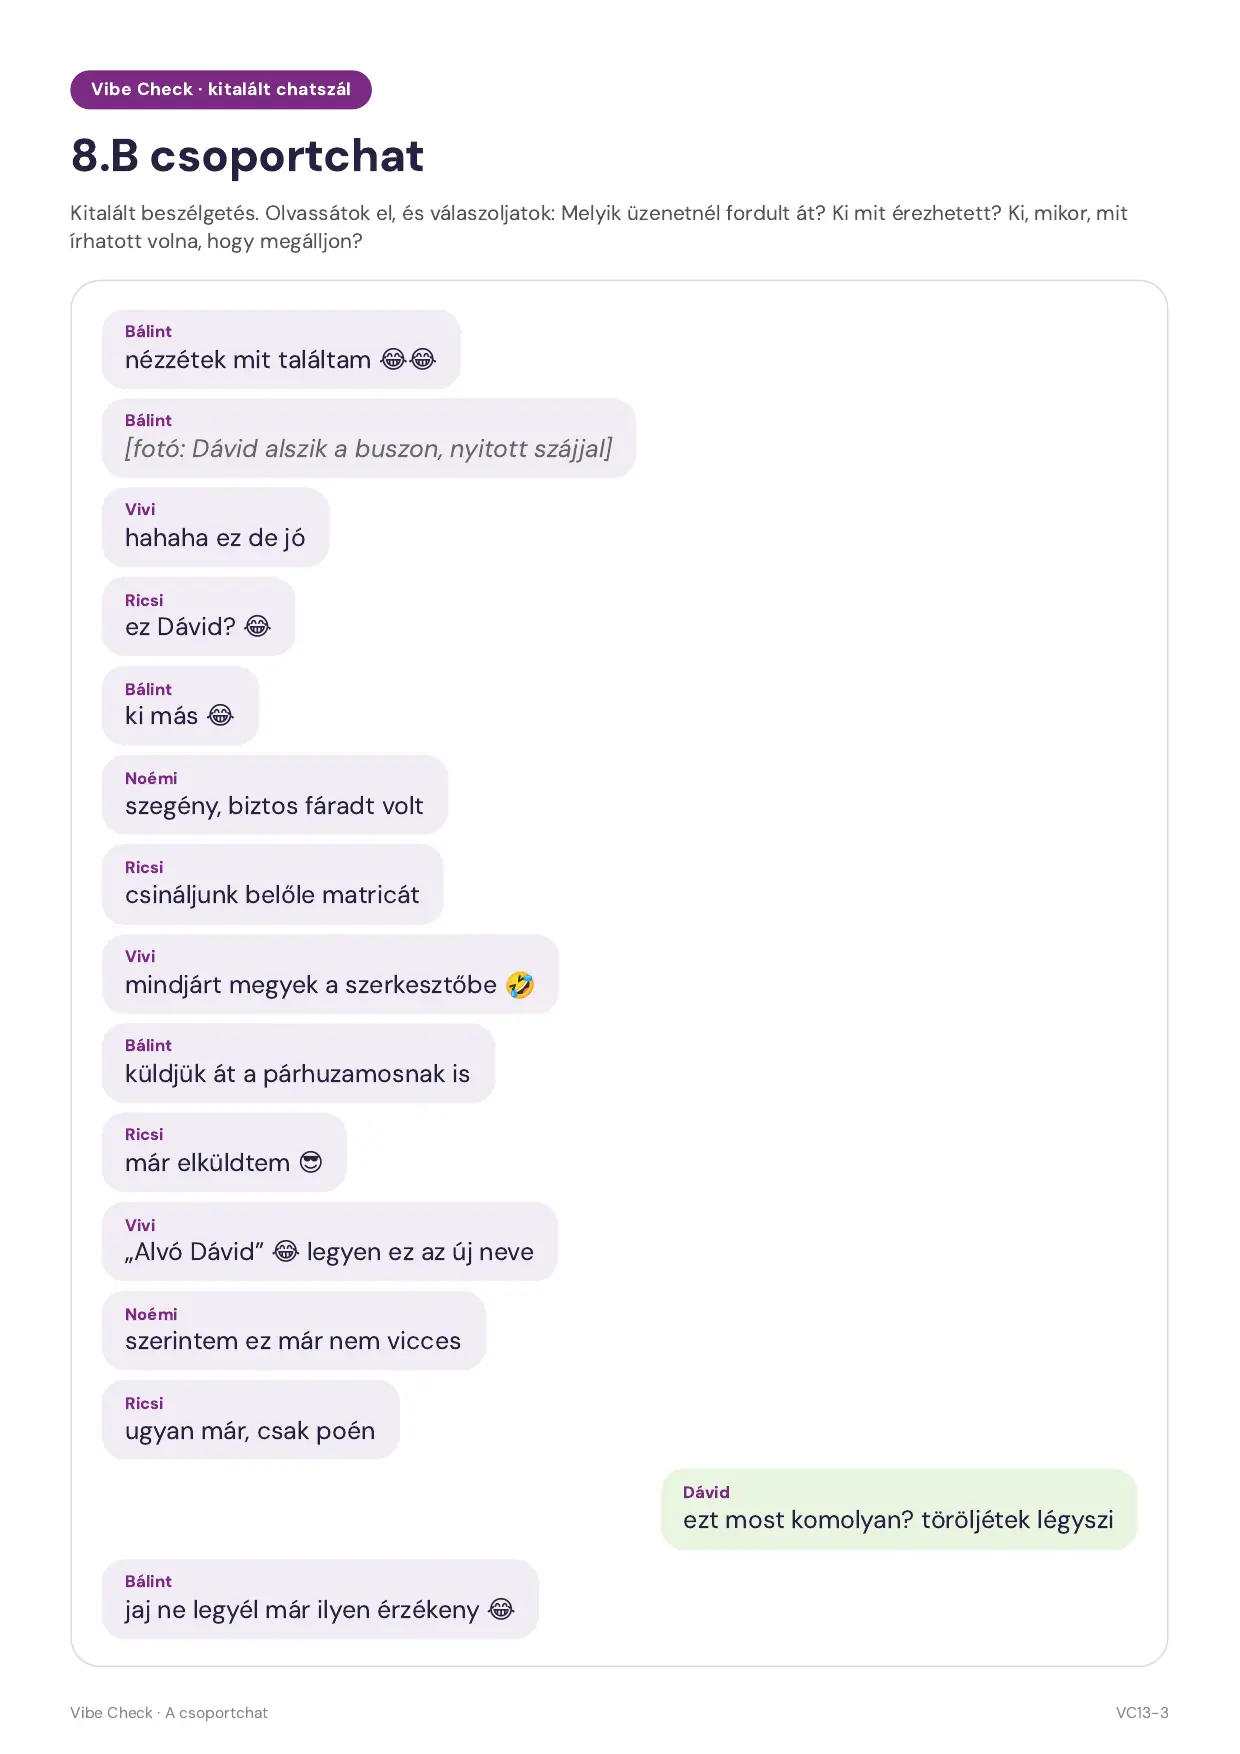 Vibe Check · kitalált chatszál
8.B csoportchat
Kitalált beszélgetés. Olvassátok el, és válaszoljatok: Melyik üzenetnél fordult át? Ki mit érezhetett? Ki, mikor, mit
írhatott volna, hogy megálljon?
Bálint
nézzétek mit találtam 😂😂
Bálint
[fotó: Dávid alszik a buszon, nyitott szájjal]
Vivi
hahaha ez de jó
Ricsi
ez Dávid? 😂
Bálint
ki más 😂
Noémi
szegény, biztos fáradt volt
Ricsi
csináljunk belőle matricát
Vivi
mindjárt megyek a szerkesztőbe 🤣
Bálint
küldjük át a párhuzamosnak is
Ricsi
már elküldtem 😎
Vivi
„Alvó Dávid” 😂 legyen ez az új neve
Noémi
szerintem ez már nem vicces
Ricsi
ugyan már, csak poén
Dávid
ezt most komolyan? töröljétek légyszi
Bálint
jaj ne legyél már ilyen érzékeny 😂
Vibe Check · A csoportchat
VC13-3